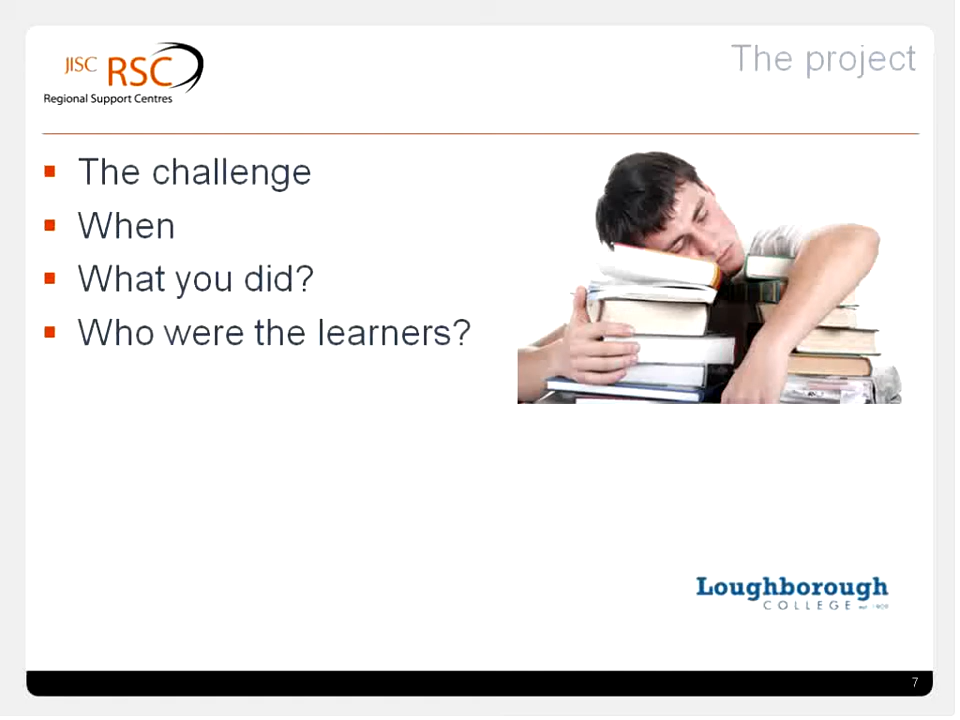 JISC RSC
Regional Support Centres
The project
The challenge
When
What you did?
Who were the learners?
Loughborough
COLLEGE
7